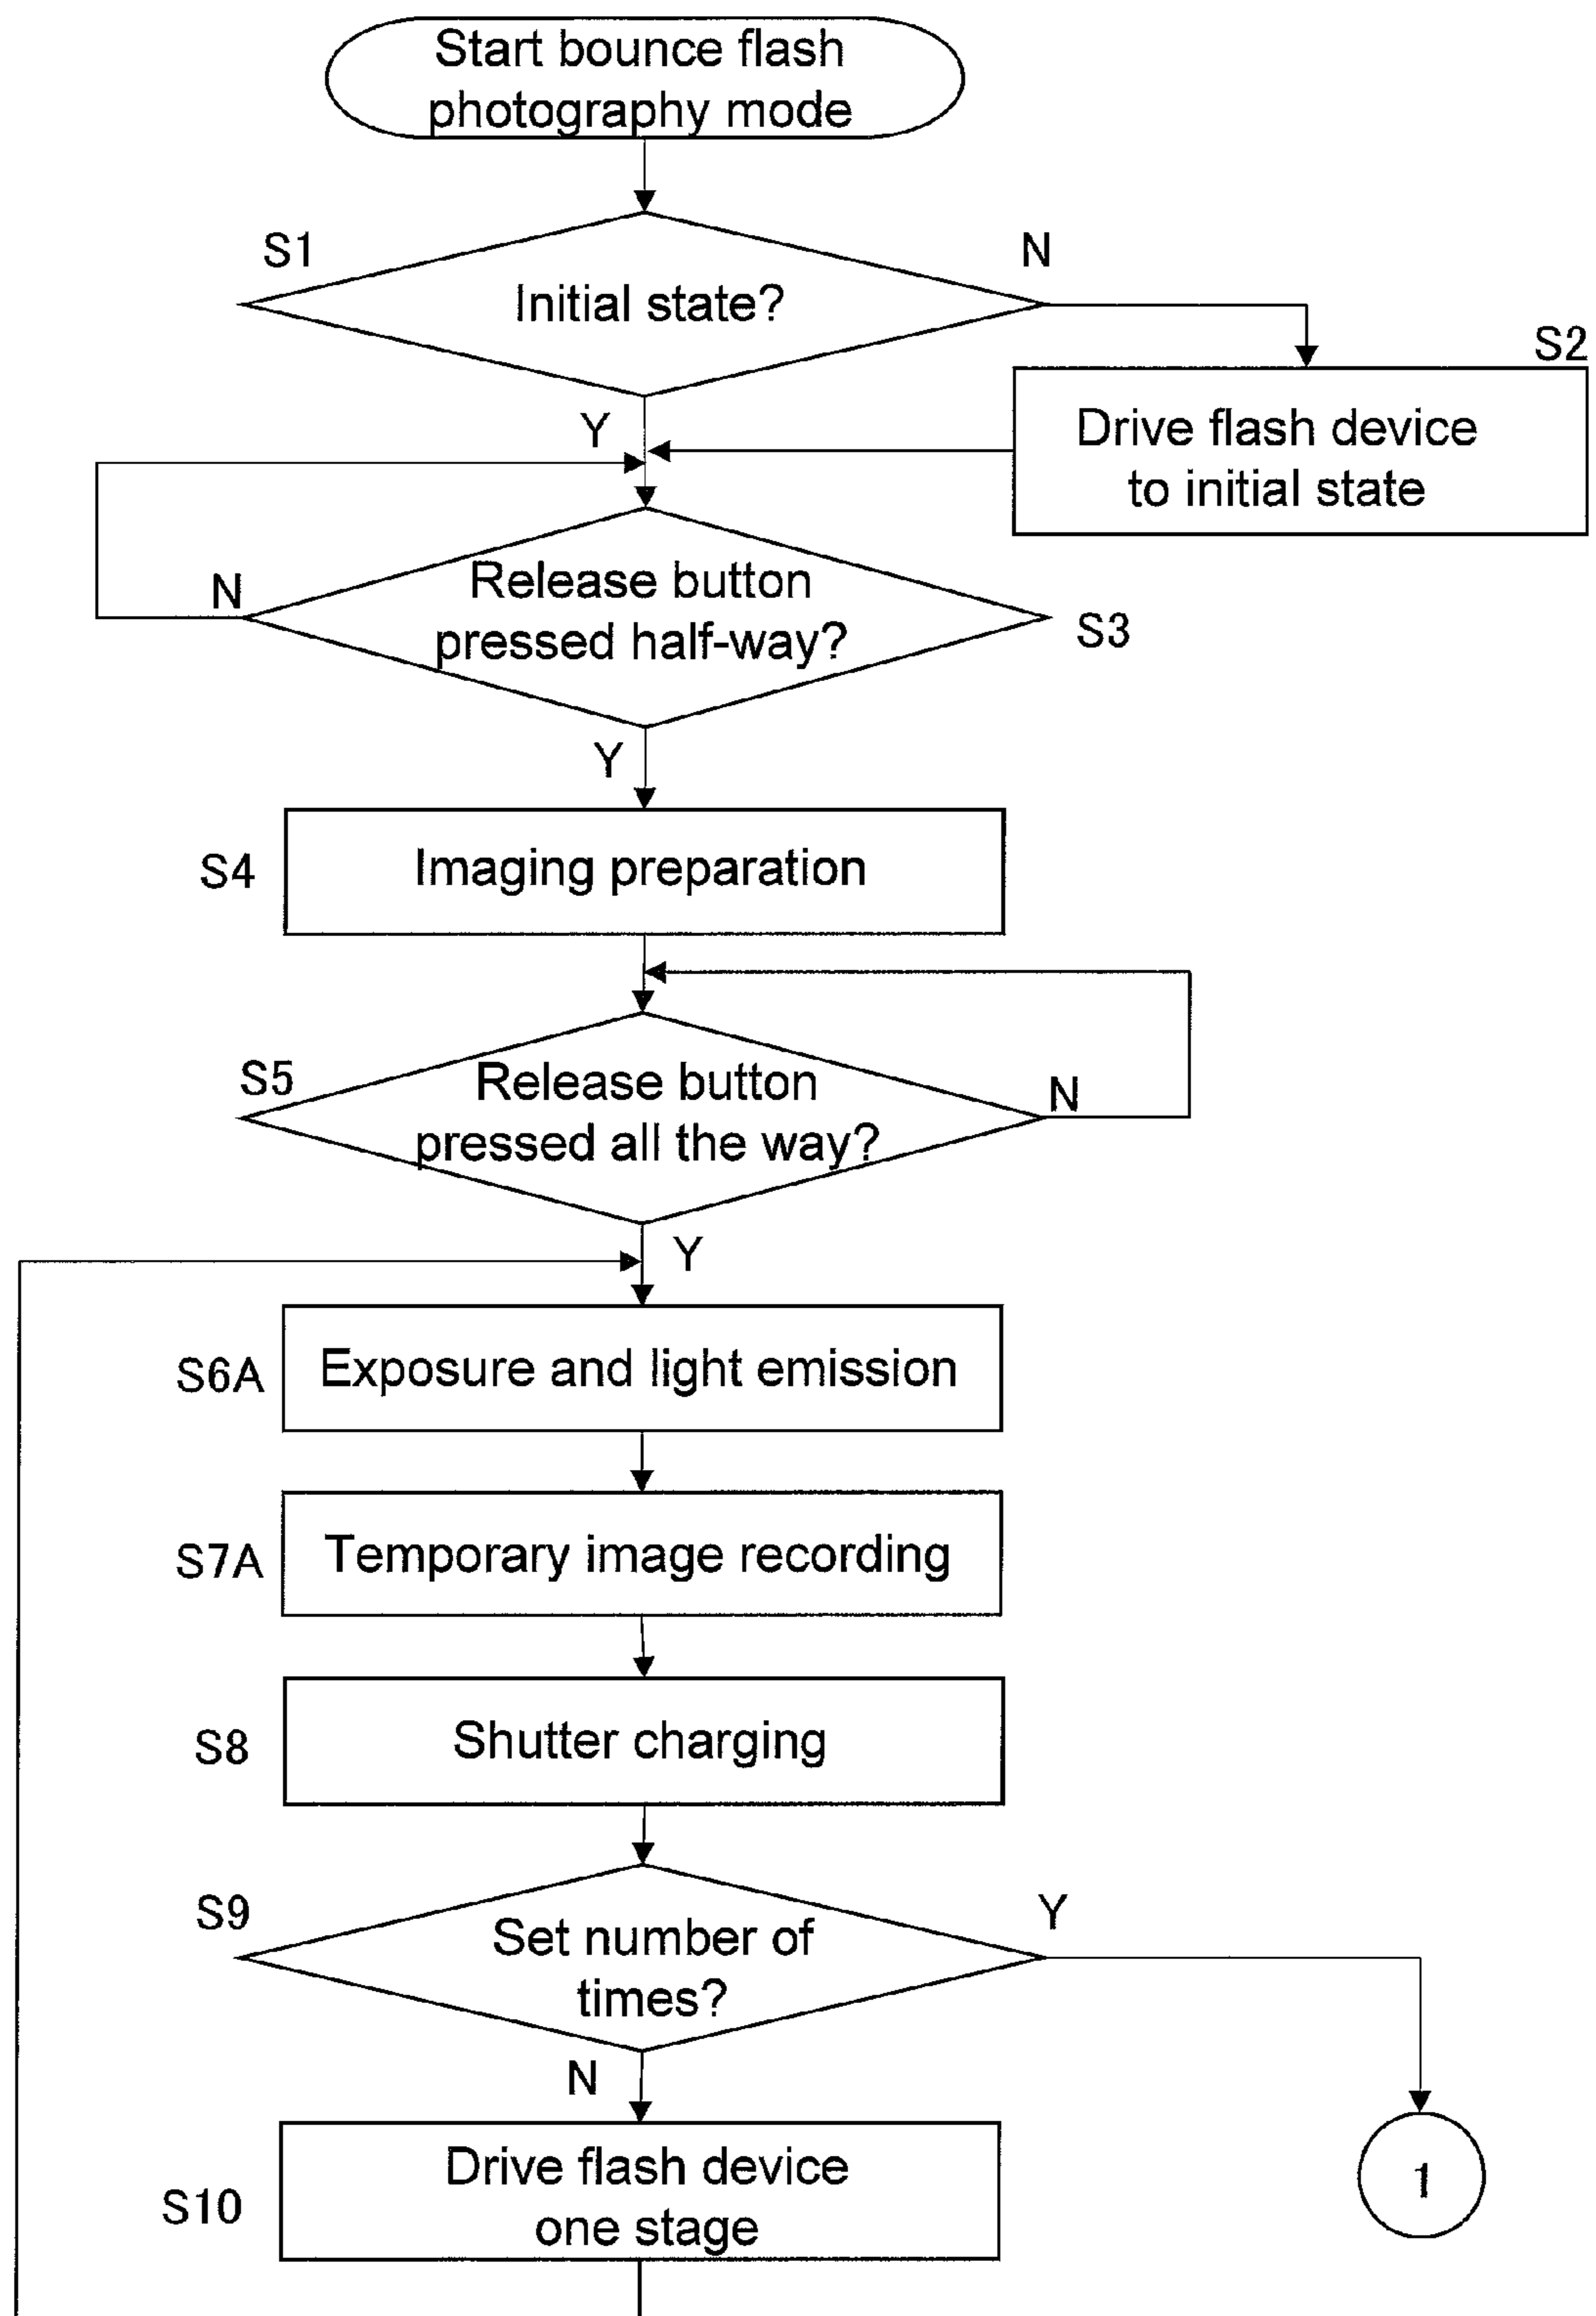 Start bounce flash
photography mode
S1
N
Initial state?
S2
Y
Drive flash device
to initial state
N
Release button
pressed half-way?
S3
Y
S4
Imaging preparation
S5
Release button
pressed all the way?
N
Y
S6A
Exposure and light emission
S7A
Temporary image recording
S8
Shutter charging
S9
Y
Set number of
times?
N
S10
Drive flash device
one stage
1